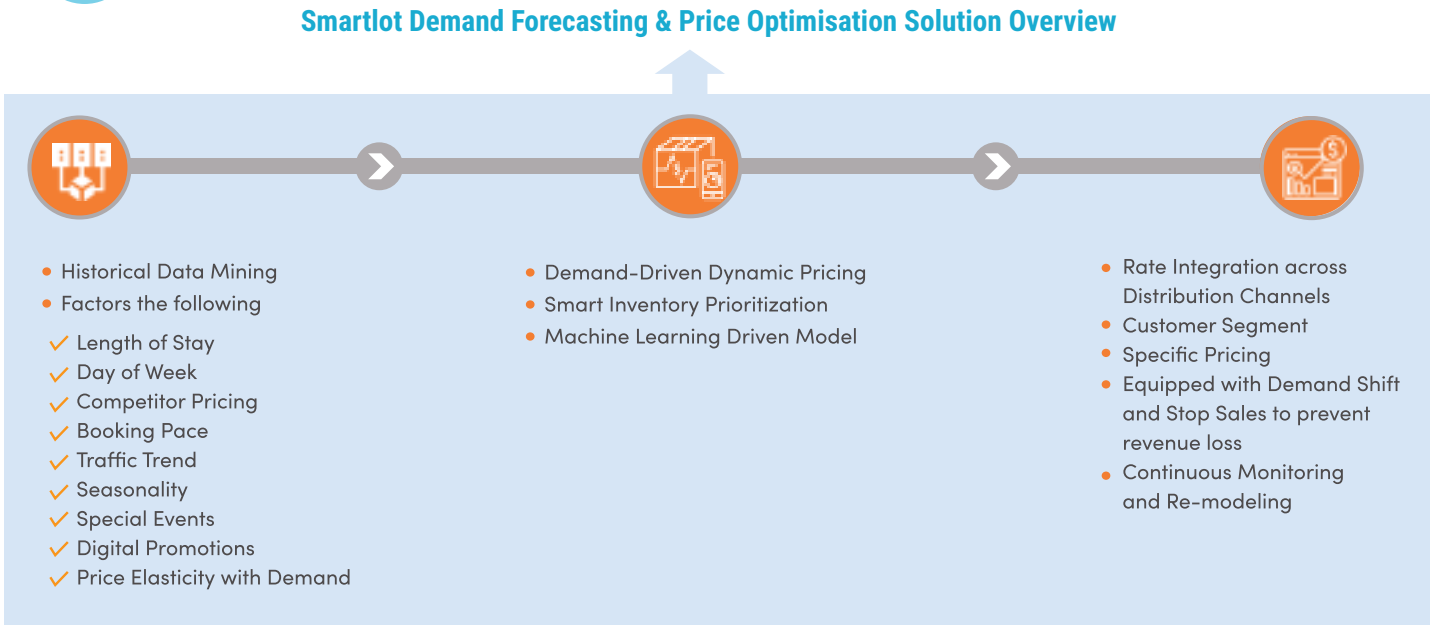 Smartlot Demand Forecasting & Price Optimisation Solution Overview
Historical Data Mining
Factors the following
Length of Stay
Day of Week
Competitor Pricing
Booking Pace
Traffic Trend
Seasonality
Special Events
Digital Promotions
Price Elasticity with Demand
Demand-Driven Dynamic Pricing
Smart Inventory Prioritization
Machine Learning Driven Model
Rate Integration across
Distribution Channels
Customer Segment
Specific Pricing
Equipped with Demand Shift
and Stop Sales to prevent
revenue loss
Continuous Monitoring
and Re-modeling